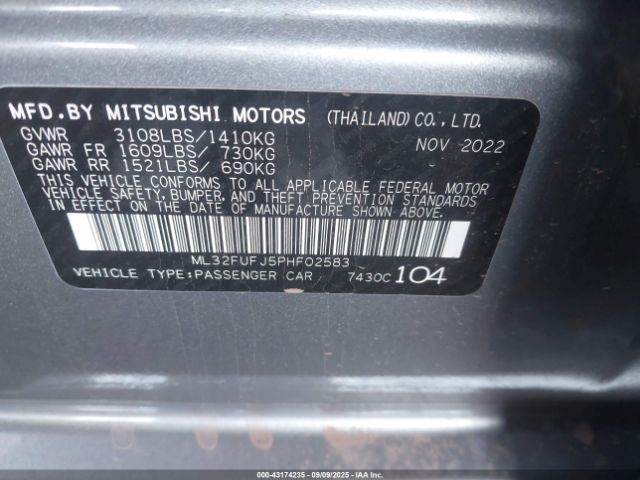 MFD.BY MITSUBISHI MOTORS (THAILAND) CO., LTD.
GVWR 3108LBS/1410KG NOV 2022
GAWR FR 1609LBS/ 730KG
GAWR RR 1521LBS/ 690KG
THIS VEHICLE CONFORMS TO ALL APPLICABLE FEDERAL MOTOR
VEHICLE SAFETY, BUMPER, AND THEFT PREVENTION STANDARDS
IN EFFECT ON THE DATE OF MANUFACTURE SHOWN ABOVE.
ML32FUFJ5PHF02583
VEHICLE TYPE:PASSENGER CAR 7430C 104
000-43174235 - 09/09/2025 - IAA Inc.